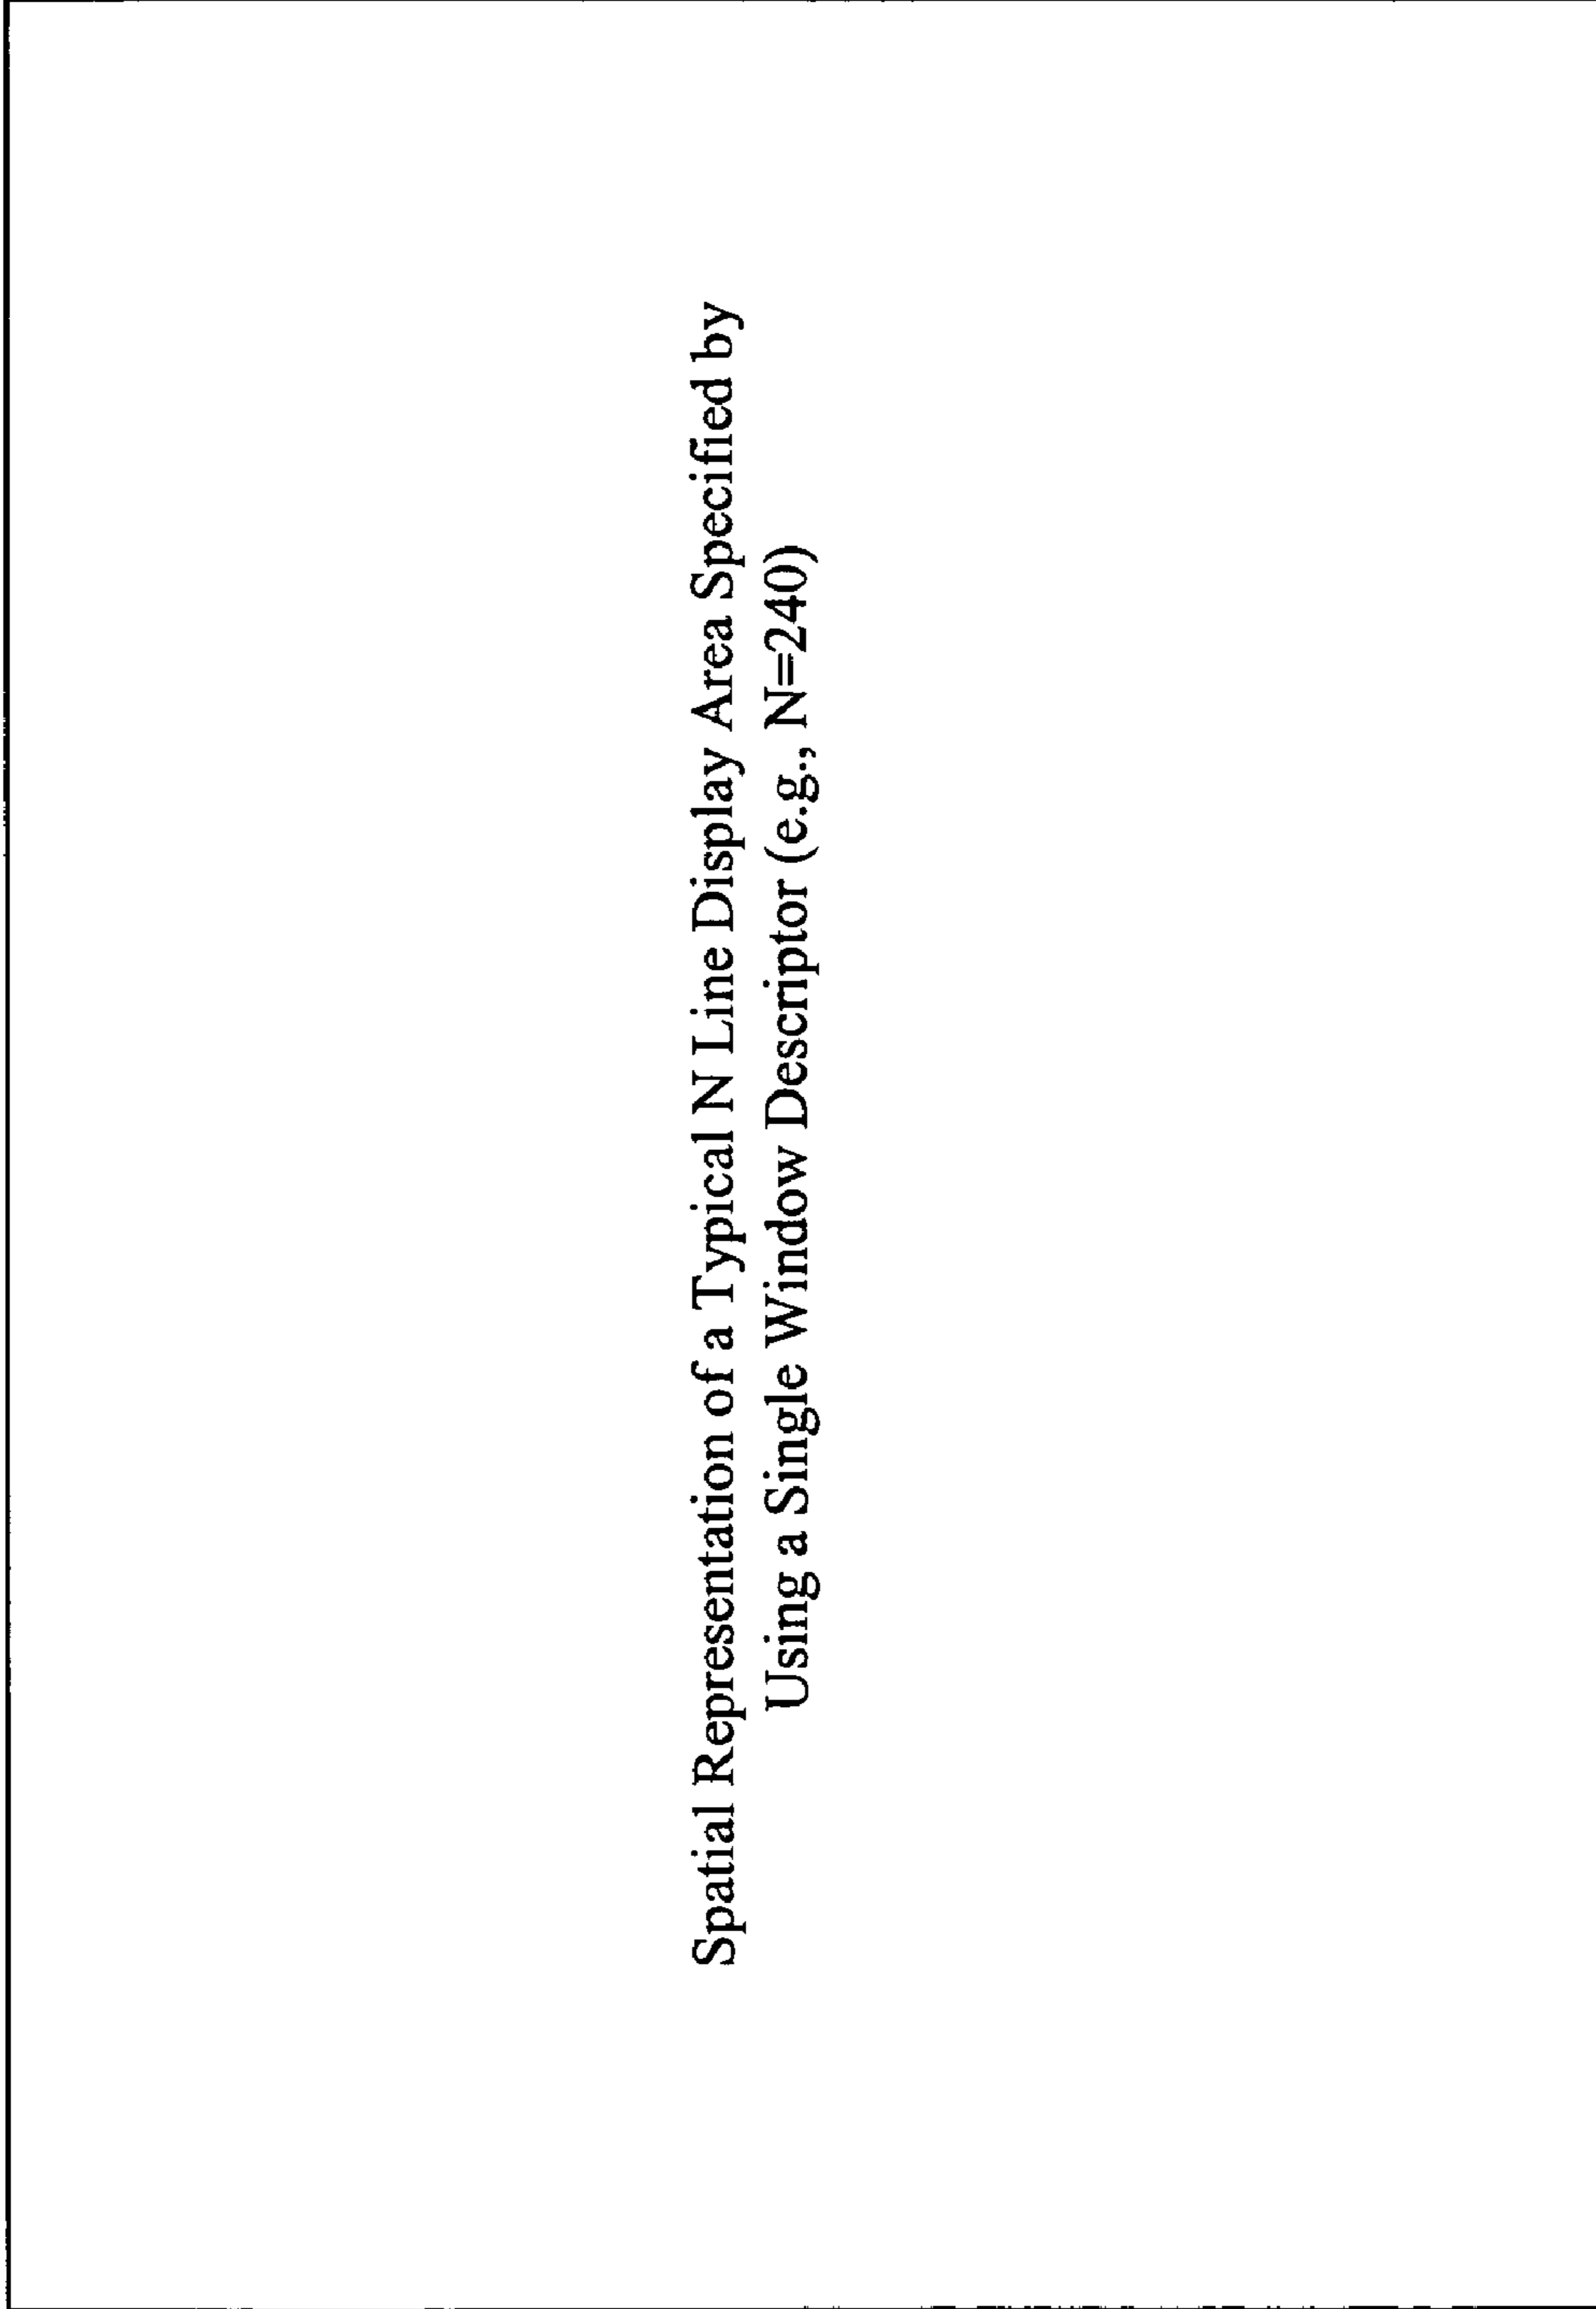 Spatial Representation of a Typical N Line Display Area Specified by
Using a Single Window Descriptor (e.g., N=240)